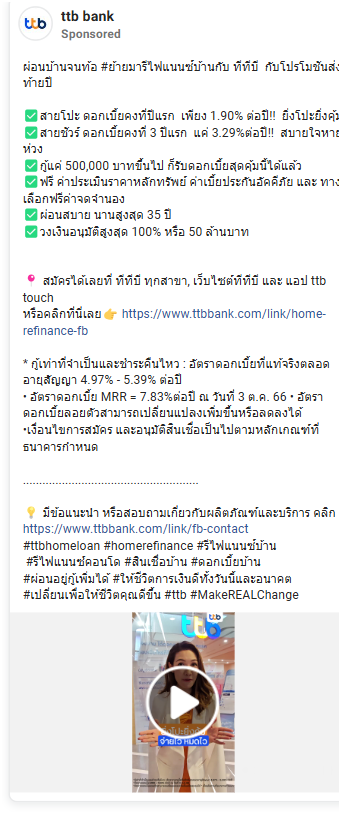 ttb
ttb bank
Sponsored
ผ่อนบ้านจนท้อ #ย้ายมารีไฟแนนซ์บ้านกับ ทีทีบี กับโปรโมชันส่ง
ท้ายปี
✅สายโปะ ดอกเบี้ยคงที่ปีแรก เพียง 1.90% ต่อปี!! ยิ่งโปะยิ่งคุ้ม
✅สายชัวร์ ดอกเบี้ยคงที่ 3 ปีแรก แค่ 3.29%ต่อปี!! สบายใจหาย
ห่วง
✅กู้แค่ 500,000 บาทขึ้นไป ก็รับดอกเบี้ยสุดคุ้มนี้ได้แล้ว
✅ฟรี ค่าประเมินราคาหลักทรัพย์ ค่าเบี้ยประกันอัคคีภัย และ ทาง
เลือกฟรีค่าจดจำนอง
✅ผ่อนสบาย นานสูงสุด 35 ปี
✅วงเงินอนุมัติสูงสุด 100% หรือ 50 ล้านบาท
📍 สมัครได้เลยที่ ทีทีบี ทุกสาขา, เว็บไซต์ทีทีบี และ แอป ttb
touch
หรือคลิกที่นี่เลย👉 https://www.ttbbank.com/link/home-
refinance-fb
* กู้เท่าที่จำเป็นและชำระคืนไหว : อัตราดอกเบี้ยที่แท้จริงตลอด
อายุสัญญา 4.97% - 5.39% ต่อปี
• อัตราดอกเบี้ย MRR = 7.83%ต่อปี ณ วันที่ 3 ต.ค. 66 • อัตรา
ดอกเบี้ยลอยตัวสามารถเปลี่ยนแปลงเพิ่มขึ้นหรือลดลงได้
•เงื่อนไขการสมัคร และอนุมัติสินเชื่อเป็นไปตามหลักเกณฑ์ที่
ธนาคารกำหนด
......................................................
💡 มีข้อแนะนำ หรือสอบถามเกี่ยวกับผลิตภัณฑ์และบริการ คลิก
https://www.ttbbank.com/link/fb-contact
#ttbhomeloan #homerefinance #รีไฟแนนซ์บ้าน
#รีไฟแนนซ์คอนโด #สินเชื่อบ้าน #ดอกเบี้ยบ้าน
#ผ่อนอยู่กู้เพิ่มได้ #ให้ชีวิตการเงินดีทั้งวันนี้และอนาคต
#เปลี่ยนเพื่อให้ชีวิตคุณดีขึ้น #ttb #MakeREALChange
ttb
ttb
จ่ายไว หมดไว